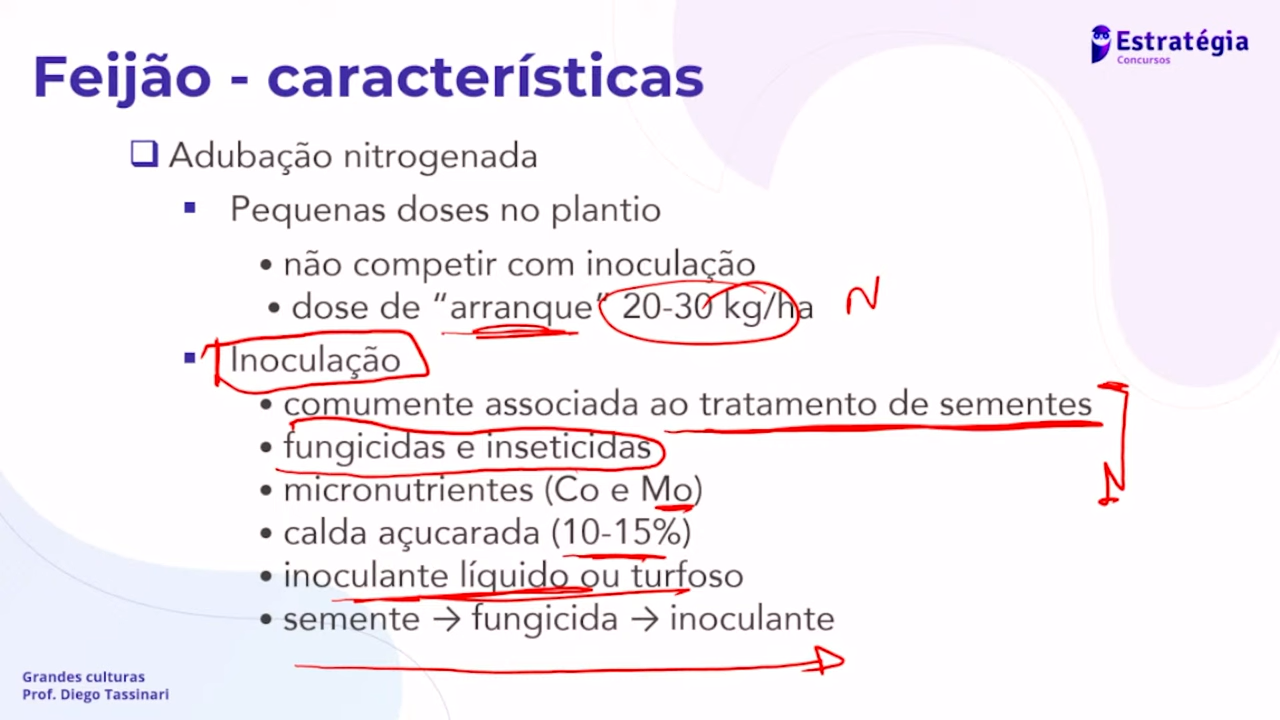 Estratégia
Concursos
Feijão - características
❑ Adubação nitrogenada
▪ Pequenas doses no plantio
• não competir com inoculação
• dose de “arranque” 20-30 kg/ha N
▪ Inoculação
• comumente associada ao tratamento de sementes
• fungicidas e inseticidas
• micronutrientes (Co e Mo)
• calda açucarada (10-15%)
• inoculante líquido ou turfoso
• semente → fungicida → inoculante
Grandes culturas
Prof. Diego Tassinari